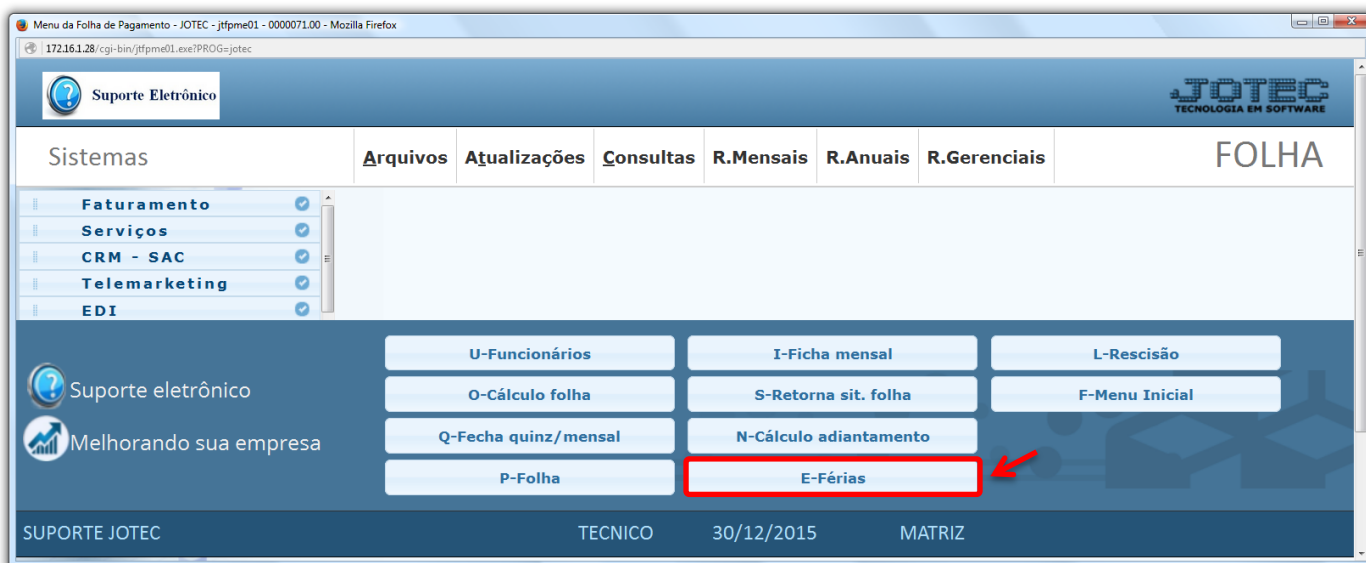 Menu da Folha de Pagamento - JOTEC - jtfpme01 - 0000071.00 - Mozilla Firefox
172.16.1.28/cgi-bin/jtfpme01.exe?PROG=jotec
Suporte Eletrônico
JOTEC
TECNOLOGIA EM SOFTWARE
Sistemas
Arquivos Atualizações Consultas R.Mensais R.Anuais R.Gerenciais
FOLHA
Faturamento
Serviços
CRM - SAC
Telemarketing
EDI
U-Funcionários I-Ficha mensal L-Rescisão
Suporte eletrônico
O-Cálculo folha S-Retorna sit. folha F-Menu Inicial
Melhorando sua empresa
Q-Fecha quinz/mensal N-Cálculo adiantamento
P-Folha E-Férias
SUPORTE JOTEC TECNICO 30/12/2015 MATRIZ